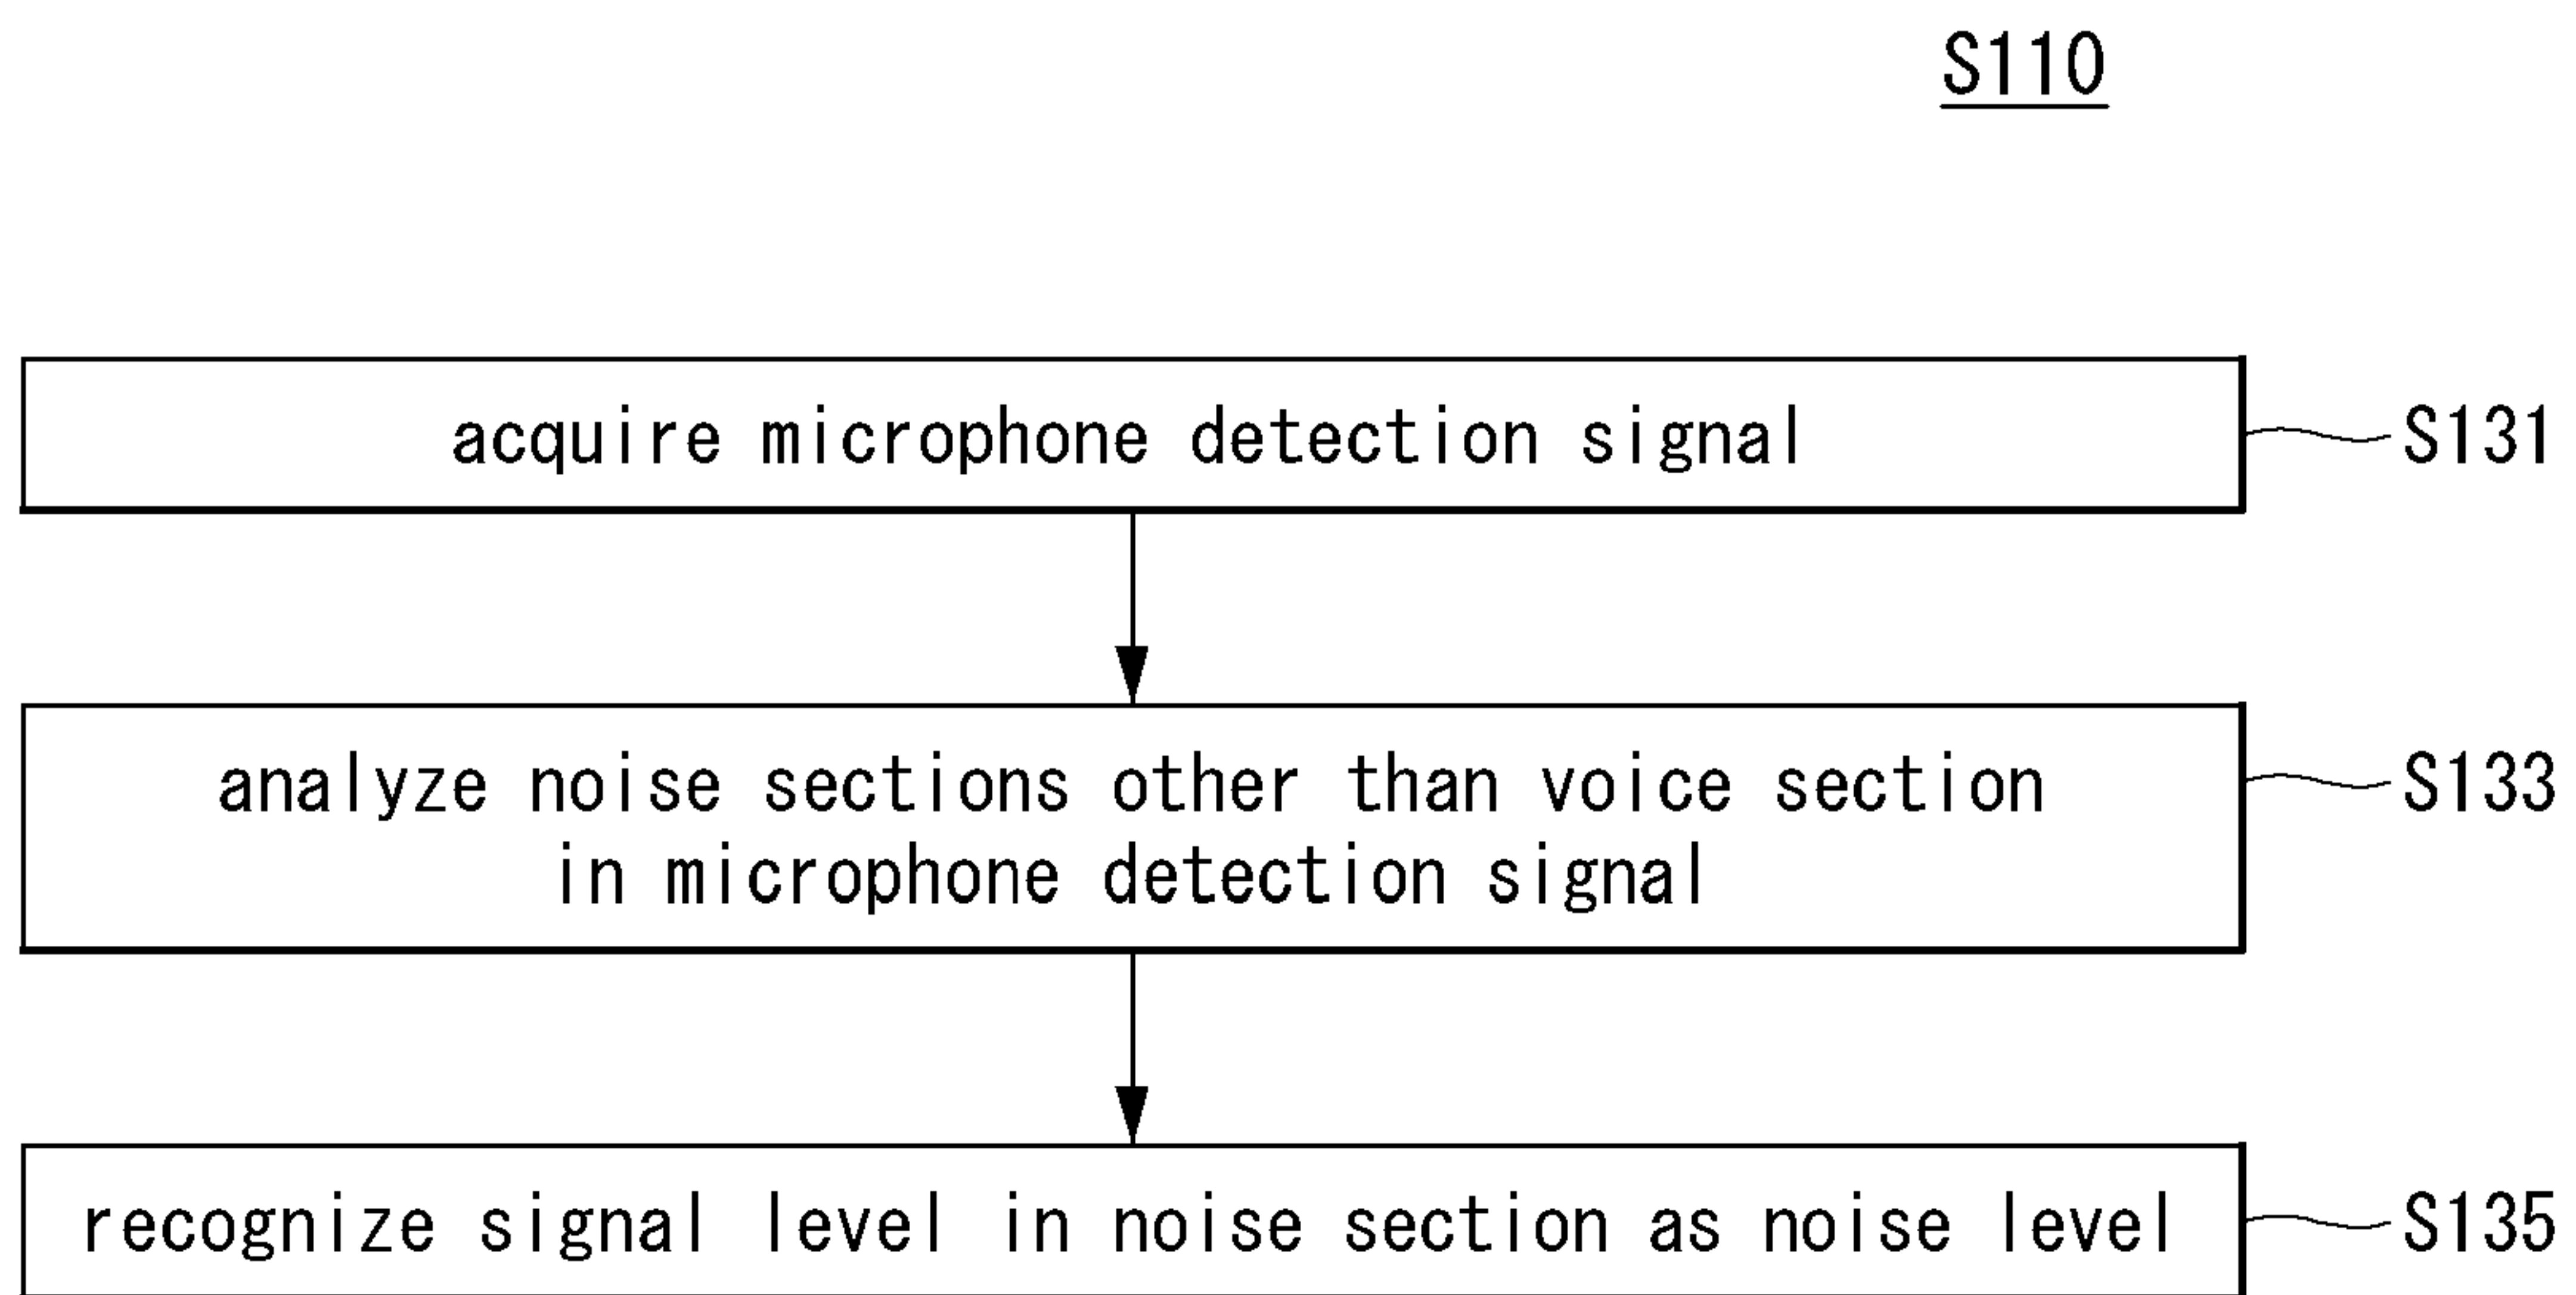 S110
acquire microphone detection signal
S131
analyze noise sections other than voice section
in microphone detection signal
S133
recognize signal level in noise section as noise level
S135